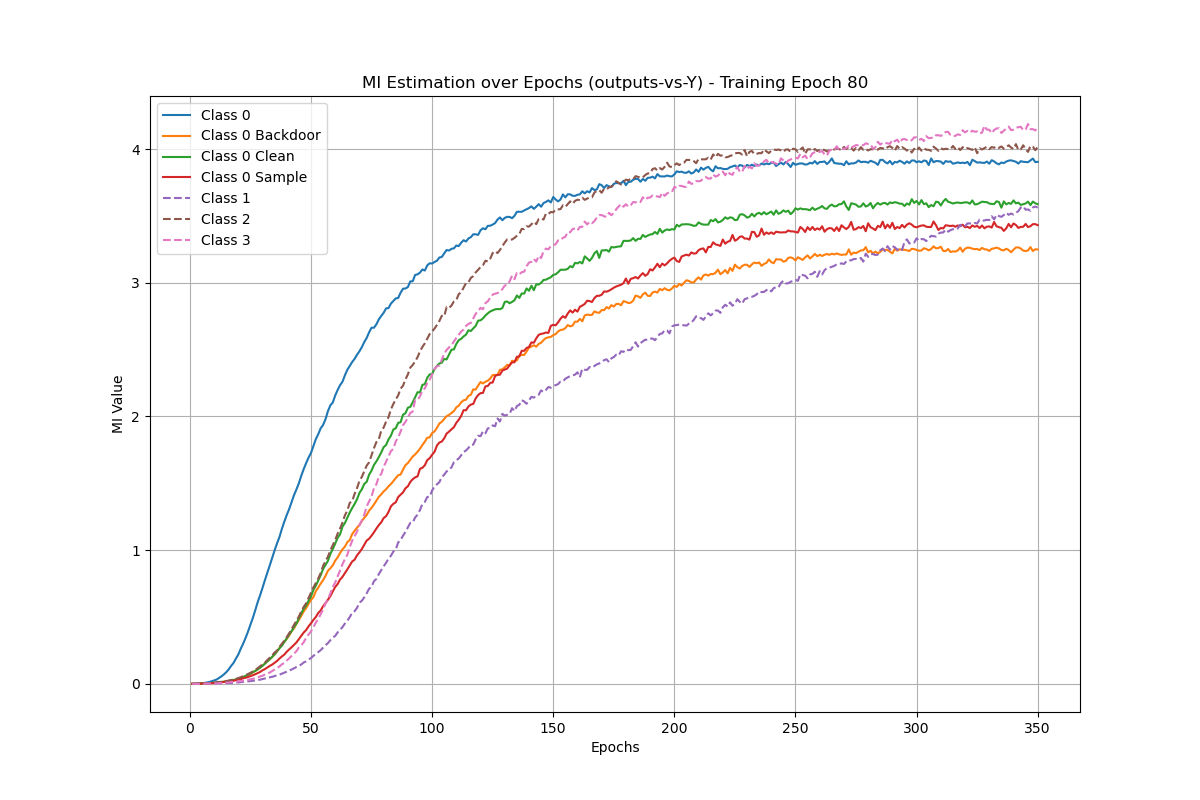 MI Estimation over Epochs (outputs-vs-Y) - Training Epoch 80
Class 0
Class 0 Backdoor
Class 0 Clean
Class 0 Sample
Class 1
Class 2
Class 3
MI Value
4
3
2
1
0
0 50 100 150 200 250 300 350
Epochs